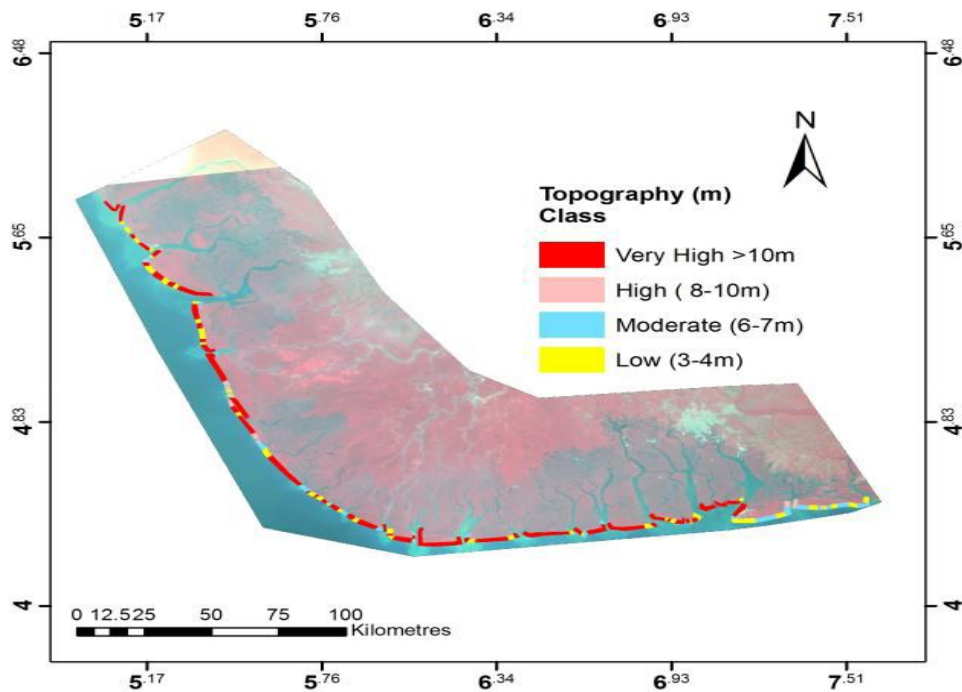 5.17 5.76 6.34 6.93 7.51
6.48 6.48
N
Topography (m)
Class
5.65 5.65
Very High >10m
High ( 8-10m)
Moderate (6-7m)
Low (3-4m)
4.83 4.83
4 4
0 12.525 50 75 100
Kilometres
5.17 5.76 6.34 6.93 7.51